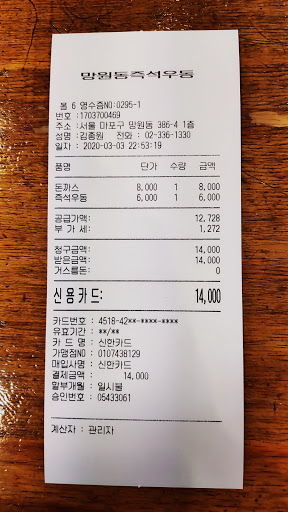 망원동즉석우동
홀 6 영수증NO:0295-1
번호 :1703700469
주소 :서울 마포구 망원동 386-4 1층
성명 :김종원 전화 : 02-336-1330
일자 : 2020-03-03 22:53:19
품명 단가 수량 금액
돈까스 8,000 1 8,000
즉석우동 6,000 1 6,000
공급가액: 12,728
부 가 세: 1,272
청구금액: 14,000
받은금액: 14,000
거스름돈: 0
신용카드: 14,000
카드번호 : 4518-42**-****-****
유효기간 : **/**
카 드 명 : 신한카드
가맹점NO : 0107438129
매입사명 : 신한카드
결제금액 : 14,000
할부개월 : 일시불
승인번호 : 05433061
계산자 : 관리자